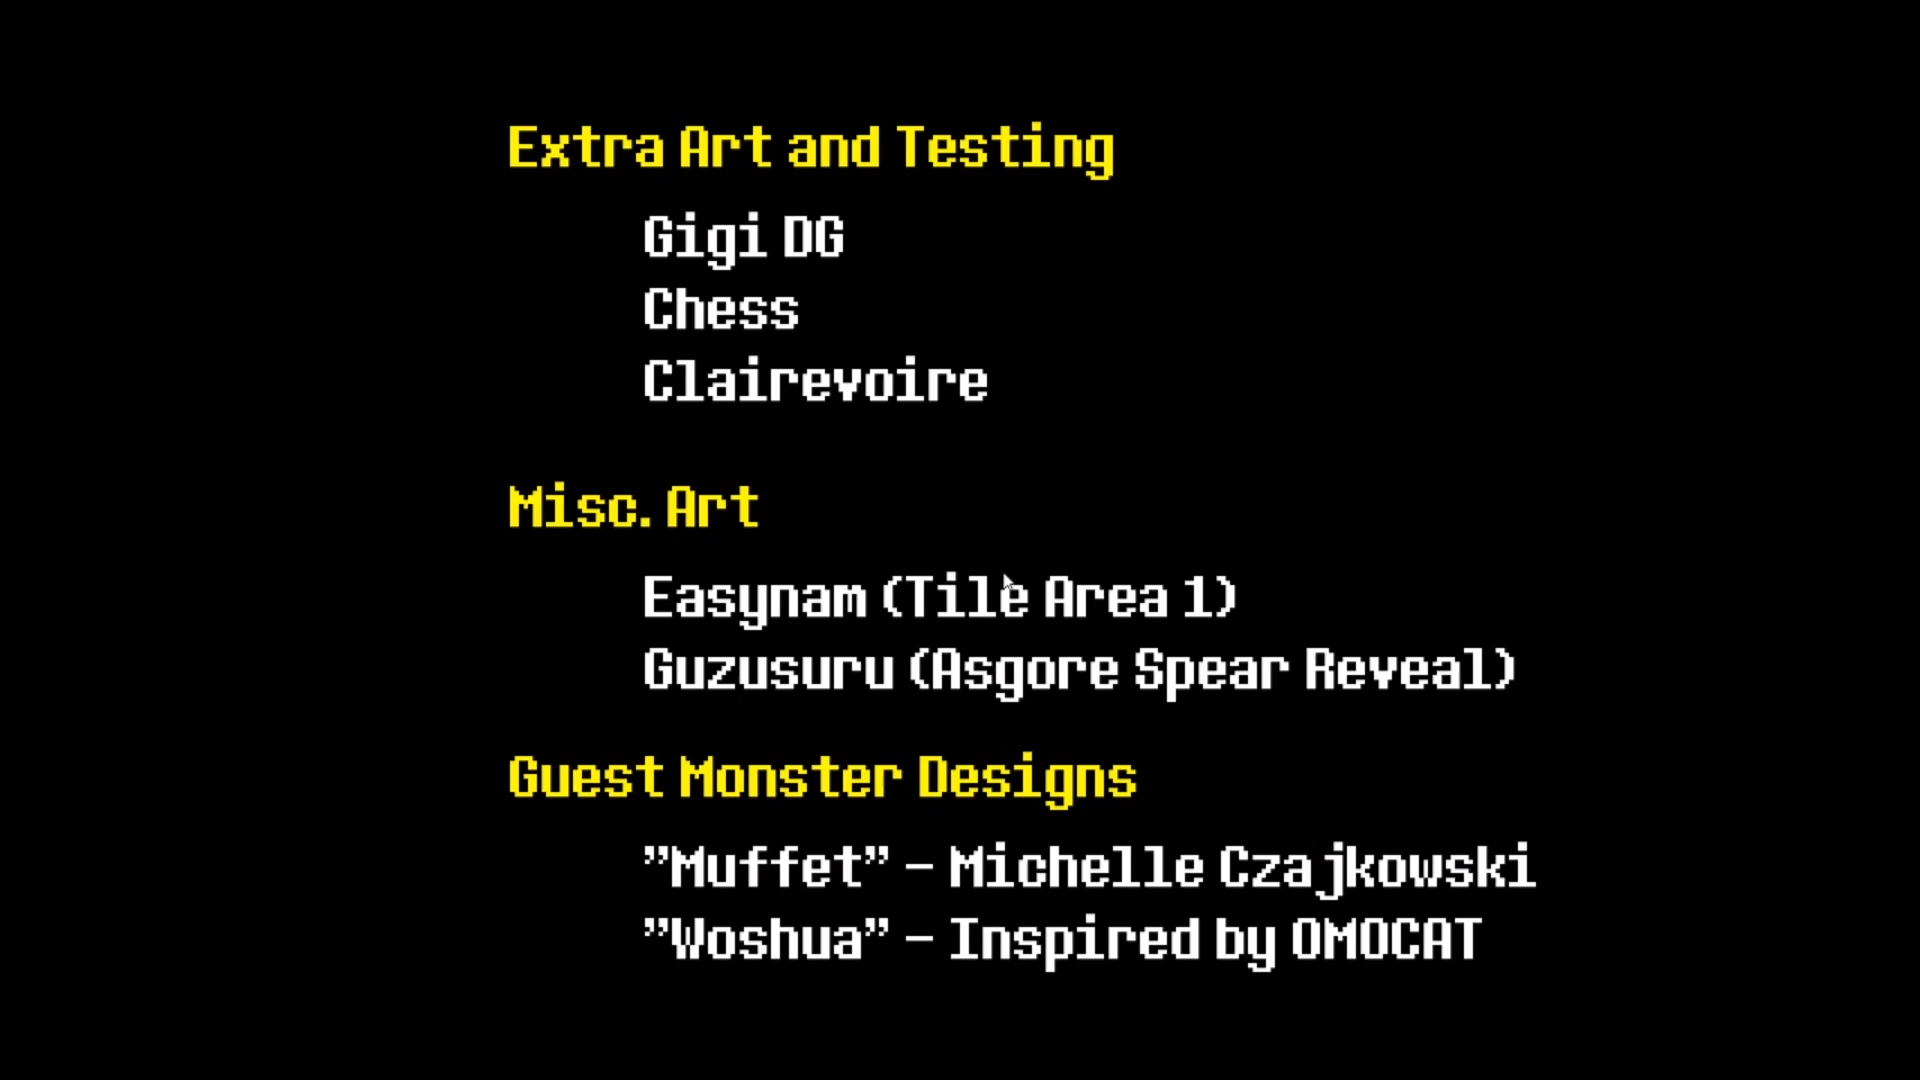 Extra Art and Testing
Gigi DG
Chess
Clairevoire
Misc. Art
Easynam (Tile Area 1)
Guzusuru (Asgore Spear Reveal)
Guest Monster Designs
”Muffet” - Michelle Czajkowski
”Woshua” - Inspired by OMOCAT